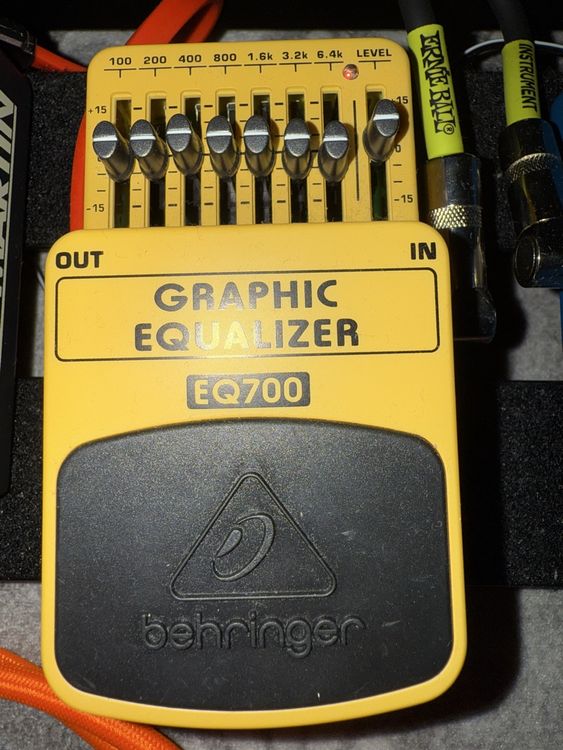 100 200 400 800 1.6k 3.2k 6.4k LEVEL
+15 +15
0
-15 -15
OUT IN
GRAPHIC
EQUALIZER
EQ700
behringer
ERNIE BALL®
INSTRUMENT
MARTIN